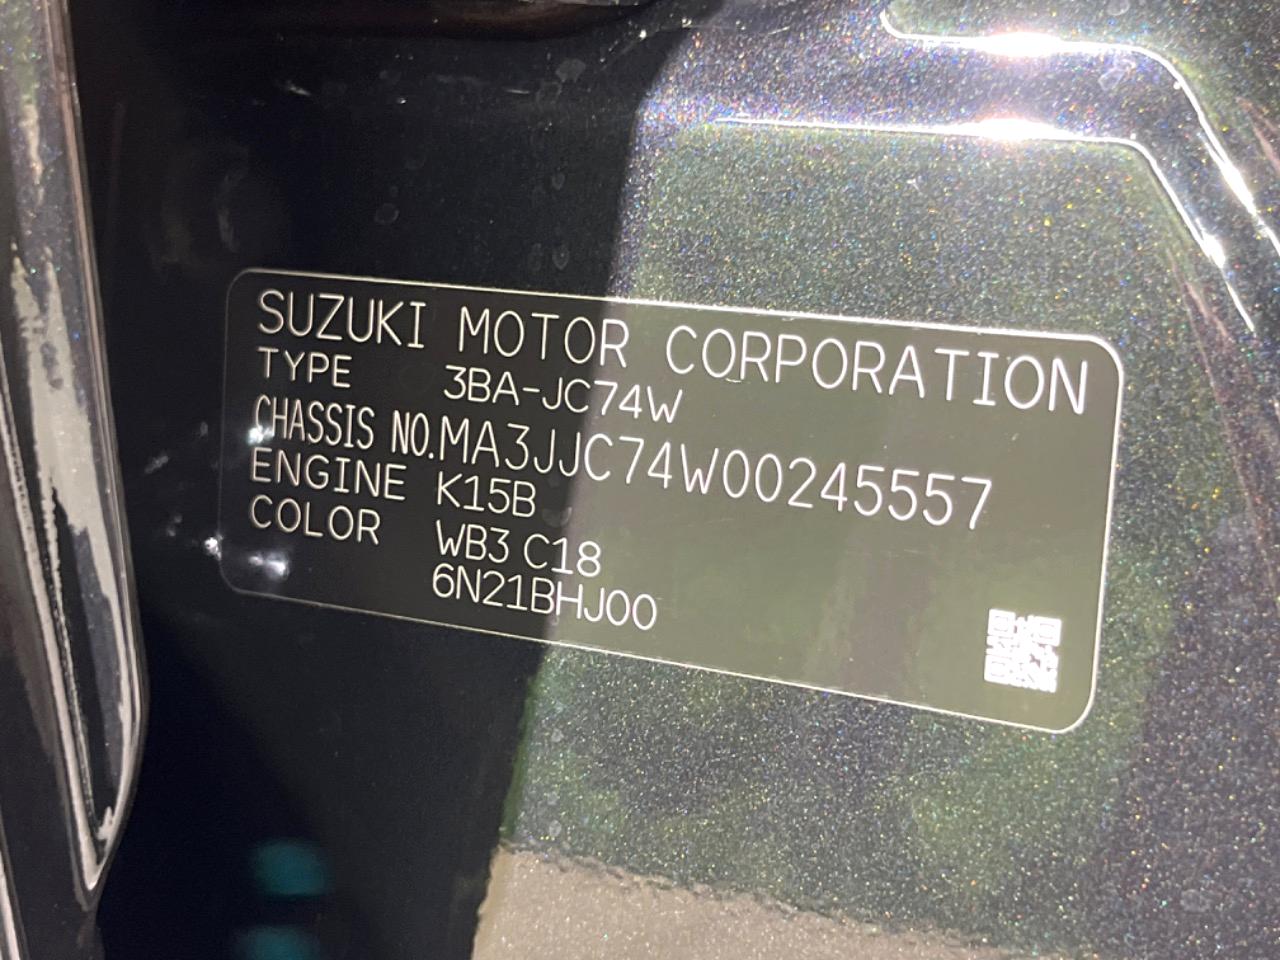 SUZUKI MOTOR CORPORATION
TYPE 3BA-JC74W
CHASSIS NO. MA3JJC74W00245557
ENGINE K15B
COLOR WB3 C18
6N21BHJ00